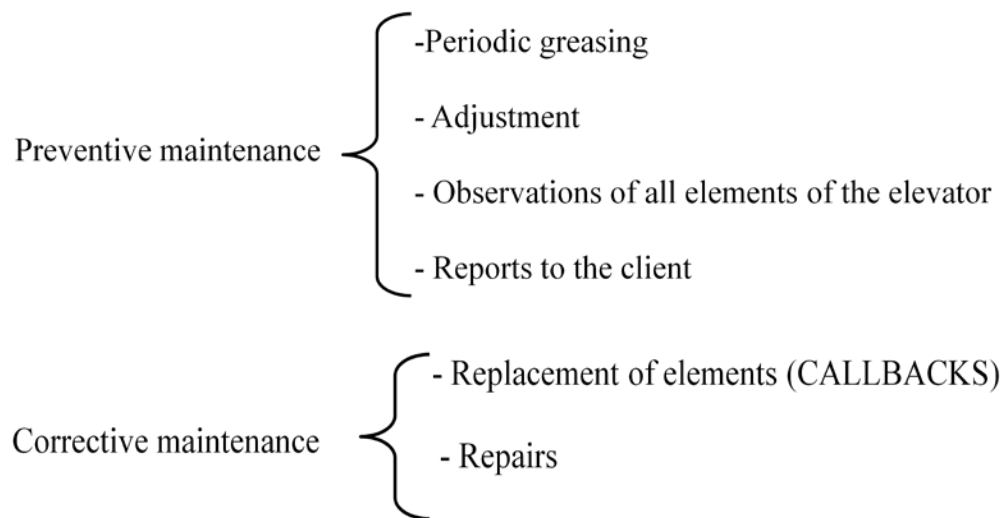 Preventive maintenance
-Periodic greasing
- Adjustment
- Observations of all elements of the elevator
- Reports to the client
Corrective maintenance
- Replacement of elements (CALLBACKS)
- Repairs